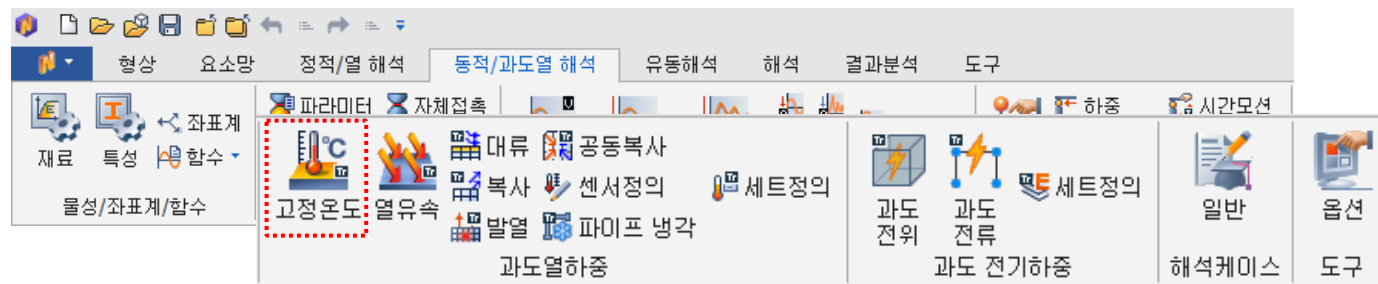 형상 요소망 정적/열 해석 동적/과도열 해석 유동해석 해석 결과분석 도구
파라미터 자체접촉 하중 시간모션
좌표계
재료 특성 함수
물성/좌표계/함수
대류 공동복사
고정온도 열유속 복사 센서정의 세트정의
발열 파이프 냉각
과도열하중
과도 전위 과도 전류 세트정의
과도 전기하중
일반
해석케이스
옵션
도구